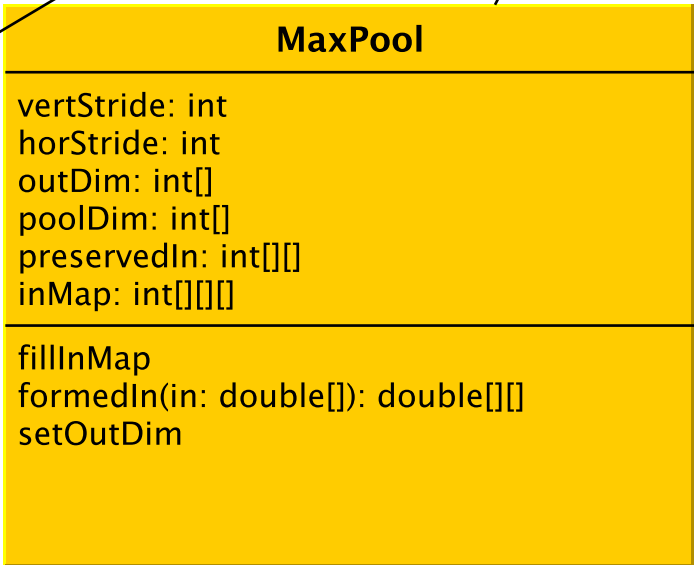 MaxPool
vertStride: int
horStride: int
outDim: int[]
poolDim: int[]
preservedIn: int[][]
inMap: int[][][]
fillInMap
formedIn(in: double[]): double[][]
setOutDim